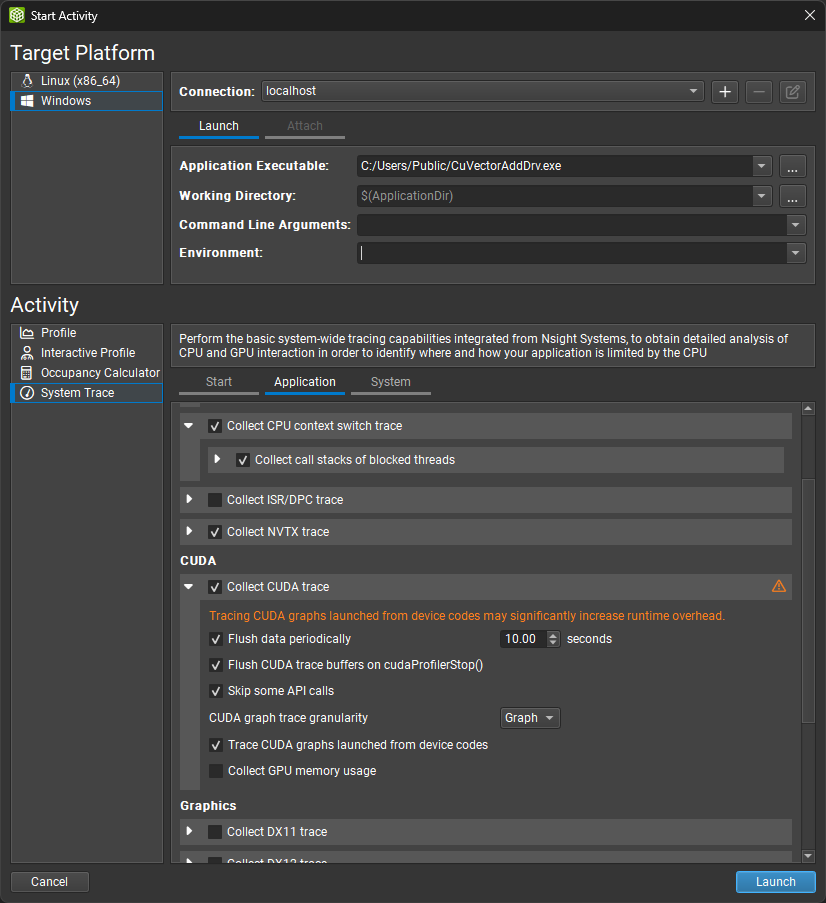 Start Activity
Target Platform
Linux (x86_64)
Windows
Connection:
localhost
Launch
Attach
Application Executable:
C:/Users/Public/CuVectorAddDrv.exe
...
Working Directory:
$(ApplicationDir)
...
Command Line Arguments:
Environment:
Activity
Profile
Interactive Profile
Occupancy Calculator
System Trace
Perform the basic system-wide tracing capabilities integrated from Nsight Systems, to obtain detailed analysis of
CPU and GPU interaction in order to identify where and how your application is limited by the CPU
Start
Application
System
Collect CPU context switch trace
Collect call stacks of blocked threads
Collect ISR/DPC trace
Collect NVTX trace
CUDA
Collect CUDA trace
Tracing CUDA graphs launched from device codes may significantly increase runtime overhead.
Flush data periodically
10.00
seconds
Flush CUDA trace buffers on cudaProfilerStop()
Skip some API calls
CUDA graph trace granularity
Graph
Trace CUDA graphs launched from device codes
Collect GPU memory usage
Graphics
Collect DX11 trace
Collect DX12 trace
Cancel
Launch